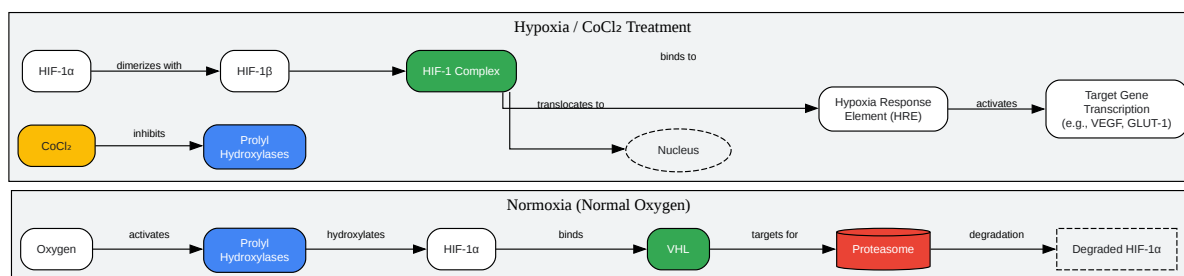 Hypoxia / CoCl₂ Treatment
HIF-1α
dimerizes with
HIF-1β
HIF-1 Complex
binds to
translocates to
Hypoxia Response
Element (HRE)
activates
Target Gene
Transcription
(e.g., VEGF, GLUT-1)
CoCl₂
inhibits
Prolyl
Hydroxylases
Nucleus
Normoxia (Normal Oxygen)
Oxygen
activates
Prolyl
Hydroxylases
hydroxylates
HIF-1α
binds
VHL
targets for
Proteasome
degradation
Degraded HIF-1α